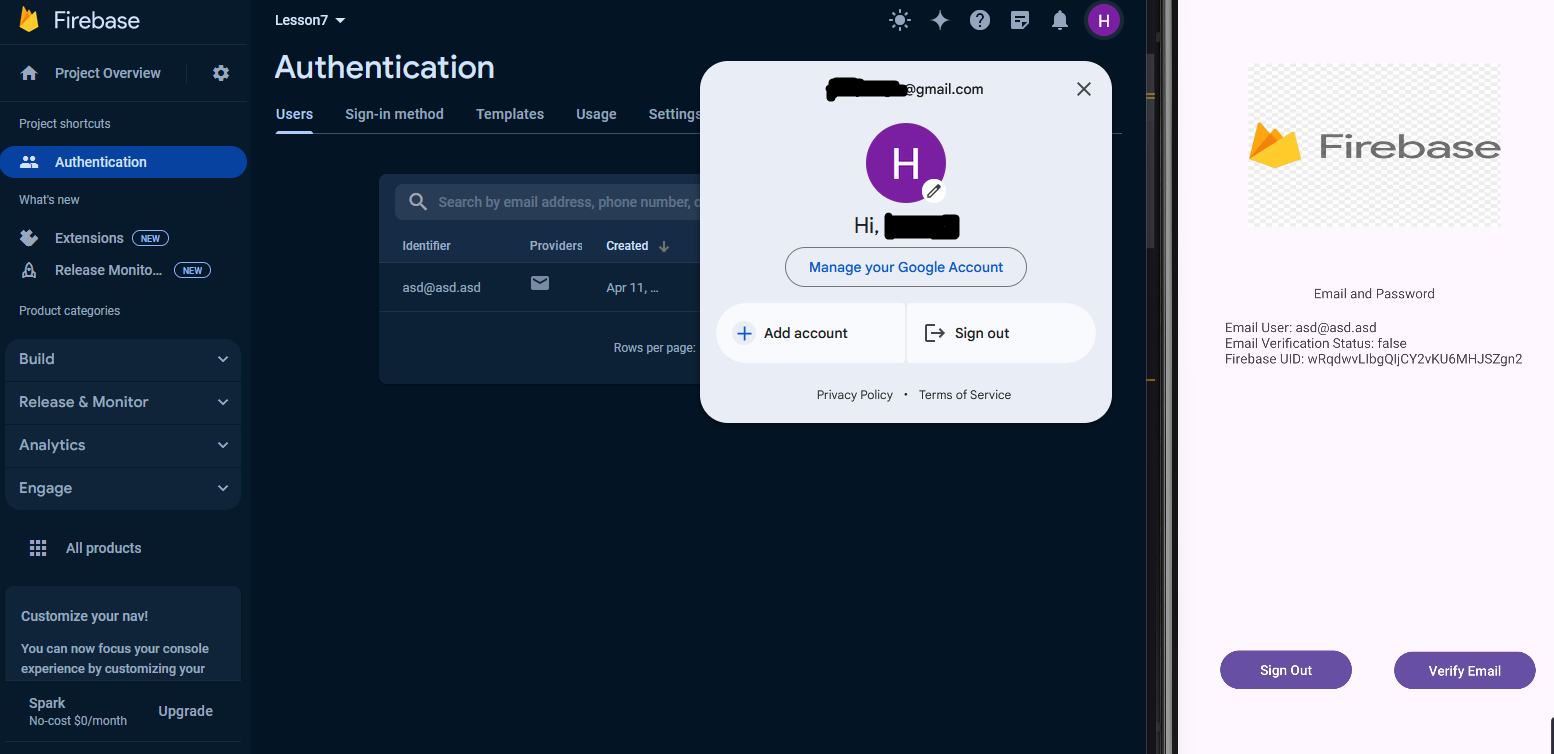 Firebase
Project Overview
Project shortcuts
Authentication
What's new
Extensions NEW
Release Monito... NEW
Product categories
Build
Release & Monitor
Analytics
Engage
All products
Customize your nav!
You can now focus your console
experience by customizing your
Spark
No-cost $0/month
Upgrade
Lesson7
H
Authentication
Users Sign-in method Templates Usage Settings
Search by email address, phone number,
Identifier Providers Created
asd@asd.asd Apr 11, ...
Rows per page:
@gmail.com
H
Hi,
Manage your Google Account
Add account Sign out
Privacy Policy • Terms of Service
Firebase
Email and Password
Email User: asd@asd.asd
Email Verification Status: false
Firebase UID: wRqdwvLIbgQIjCY2vKU6MHJSZgn2
Sign Out Verify Email